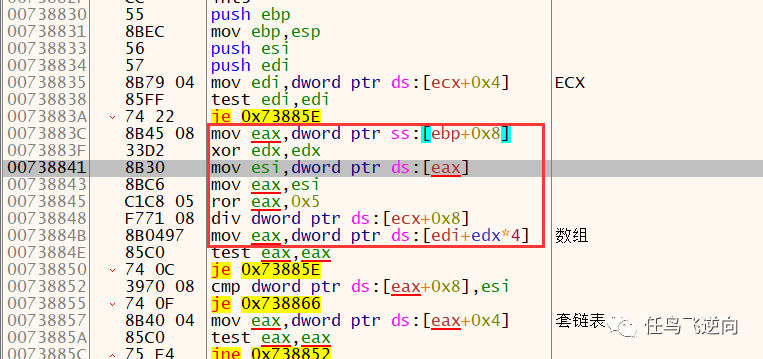 CC int3
00738830 55 push ebp
00738831 8BEC mov ebp,esp
00738833 56 push esi
00738834 57 push edi
00738835 8B79 04 mov edi,dword ptr ds:[ecx+0x4] ECX
00738838 85FF test edi,edi
0073883A 74 22 je 0x73885E
0073883C 8B45 08 mov eax,dword ptr ss:[ebp+0x8]
0073883F 33D2 xor edx,edx
00738841 8B30 mov esi,dword ptr ds:[eax]
00738843 8BC6 mov eax,esi
00738845 C1C8 05 ror eax,0x5
00738848 F771 08 div dword ptr ds:[ecx+0x8]
0073884B 8B0497 mov eax,dword ptr ds:[edi+edx*4] 数组
0073884E 85C0 test eax,eax
00738850 74 0C je 0x73885E
00738852 3970 08 cmp dword ptr ds:[eax+0x8],esi
00738855 74 0F je 0x738866
00738857 8B40 04 mov eax,dword ptr ds:[eax+0x4] 套链表
0073885A 85C0 test eax,eax
0073885C 75 F4 jne 0x738852
任鸟飞逆向